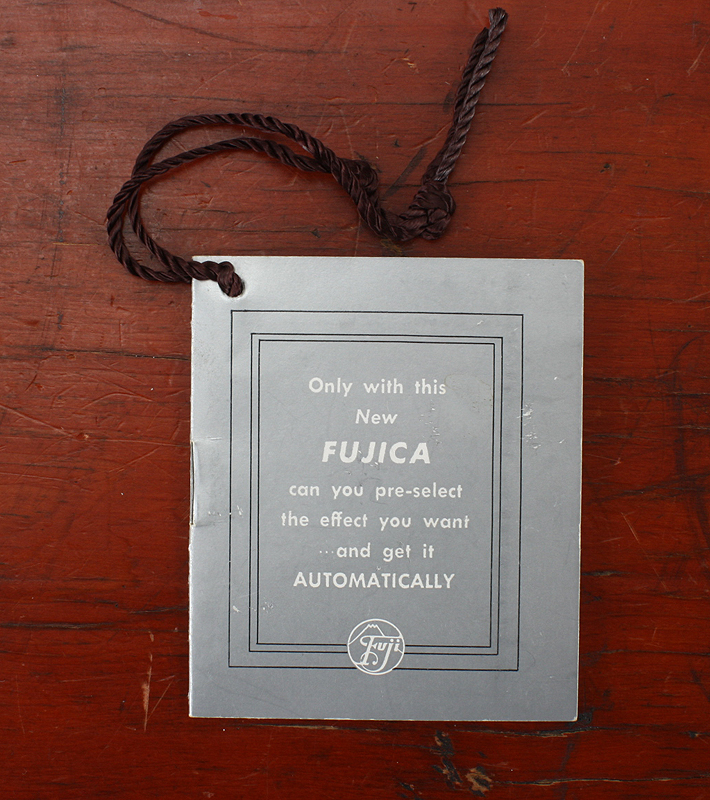 Only with this
New
FUJICA
can you pre-select
the effect you want
...and get it
AUTOMATICALLY
Fuji